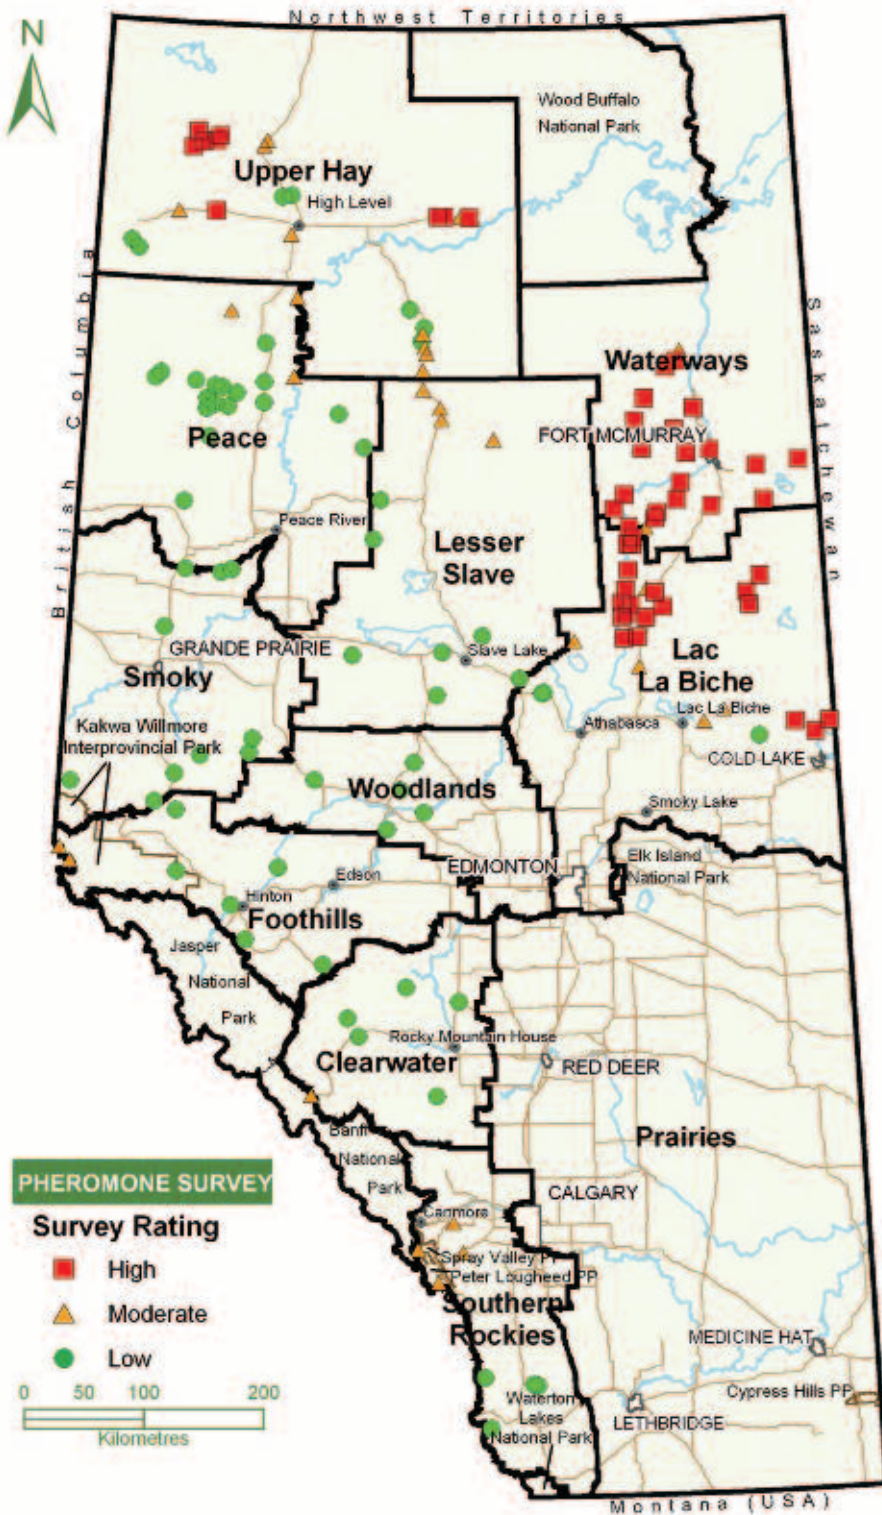 Northwest Territories
N
Wood Buffalo
National Park
Upper Hay
High Level
British Columbia
Saskatchewan
Waterways
FORT MCMURRAY
Peace
Peace River
Lesser
Slave
GRANDE PRAIRIE
Slave Lake
Smoky
Lac
La Biche
Kakwa Willmore
Interprovincial Park
Lac La Biche
Athabasca
COLD LAKE
Woodlands
Smoky Lake
EDMONTON
Elk Island
National Park
Edson
Hinton
Foothills
Jasper
National
Park
Rocky Mountain House
Clearwater
RED DEER
Banff
National
Park
Prairies
PHEROMONE SURVEY
Survey Rating
High
Moderate
Low
0 100 200
Kilometres
CALGARY
Canmore
Spray Valley PP
Peter Lougheed PP
Southern
Rockies
MEDICINE HAT
Cypress Hills PP
Waterton
Lakes
National Park
LETHBRIDGE
Montana (USA)